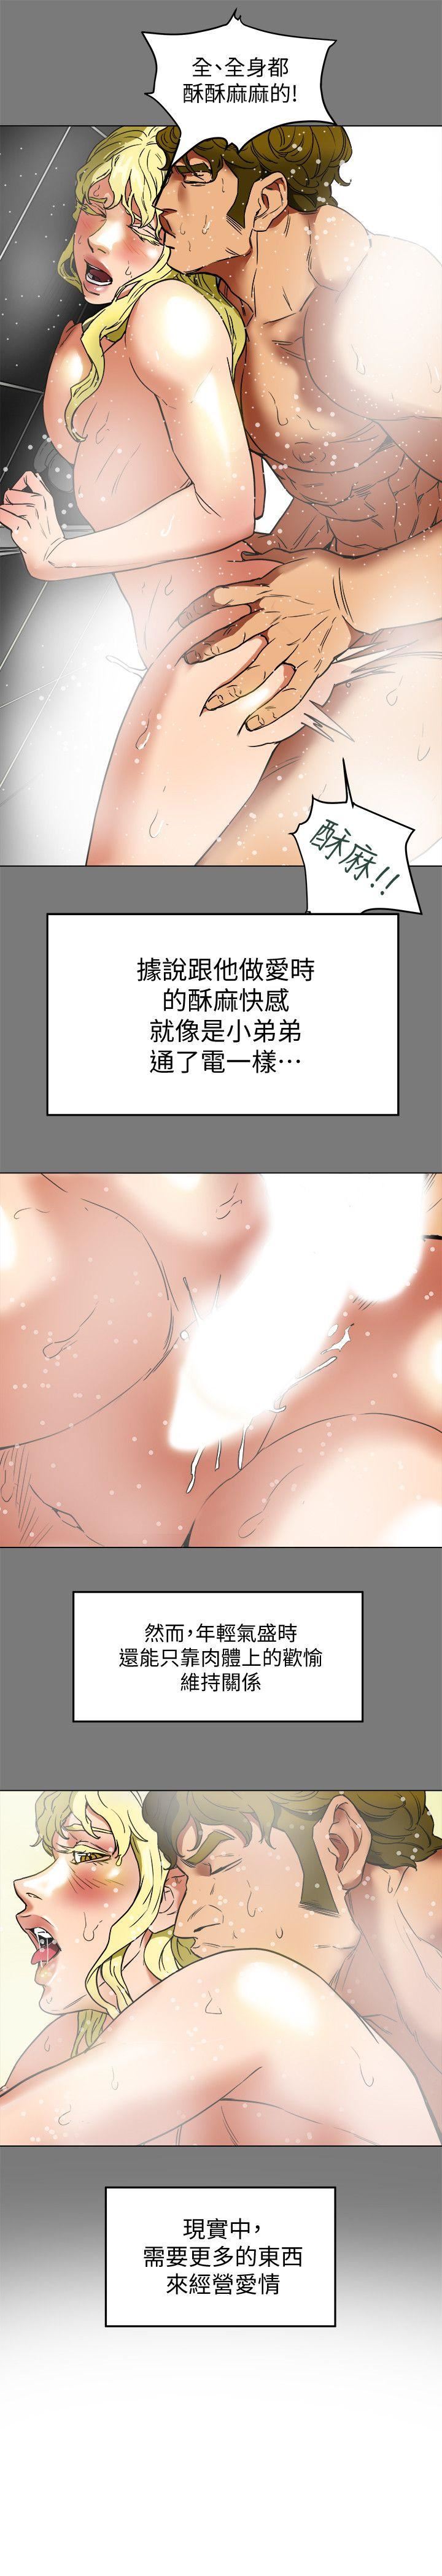 全、全身都
酥酥麻麻的!
酥麻!!
據說跟他做愛時
的酥麻快感
就像是小弟弟
通了電一樣⋯
然而,年輕氣盛時
還能只靠肉體上的歡愉
維持關係
現實中,
需要更多的東西
來經營愛情